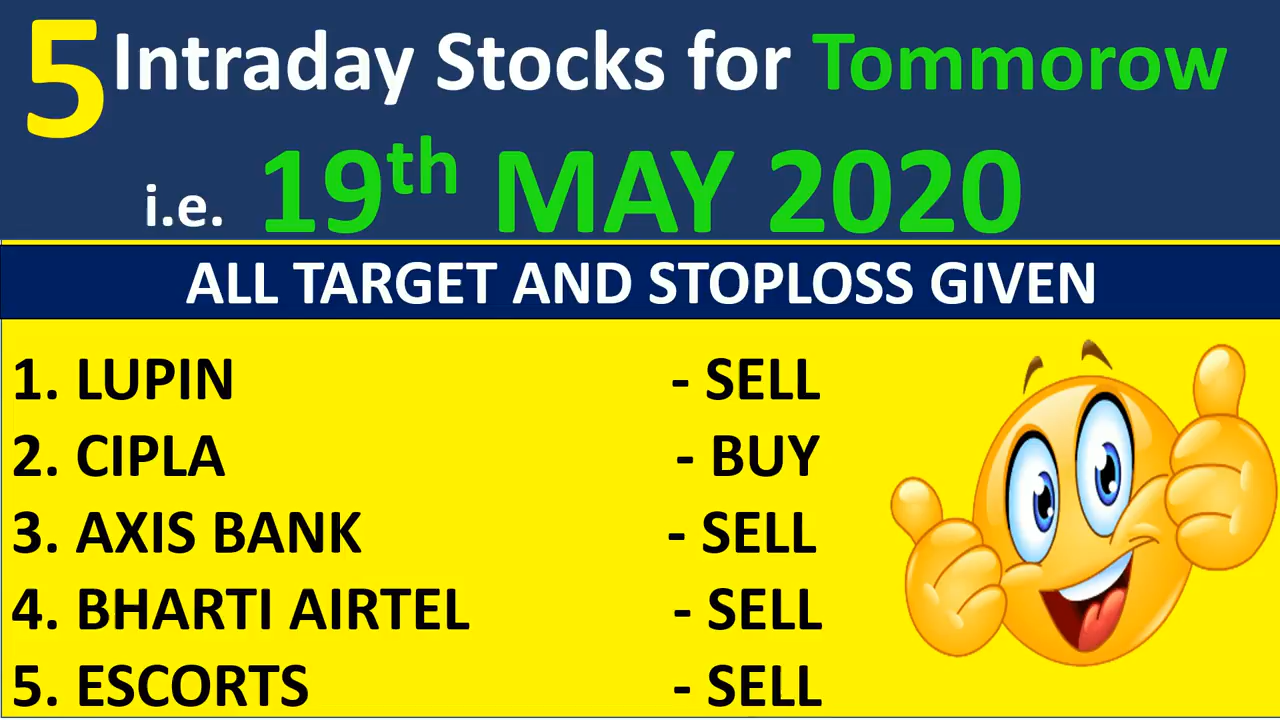 5 Intraday Stocks for Tommorow
i.e. 19th MAY 2020
ALL TARGET AND STOPLOSS GIVEN
1. LUPIN - SELL
2. CIPLA - BUY
3. AXIS BANK - SELL
4. BHARTI AIRTEL - SELL
5. ESCORTS - SELL